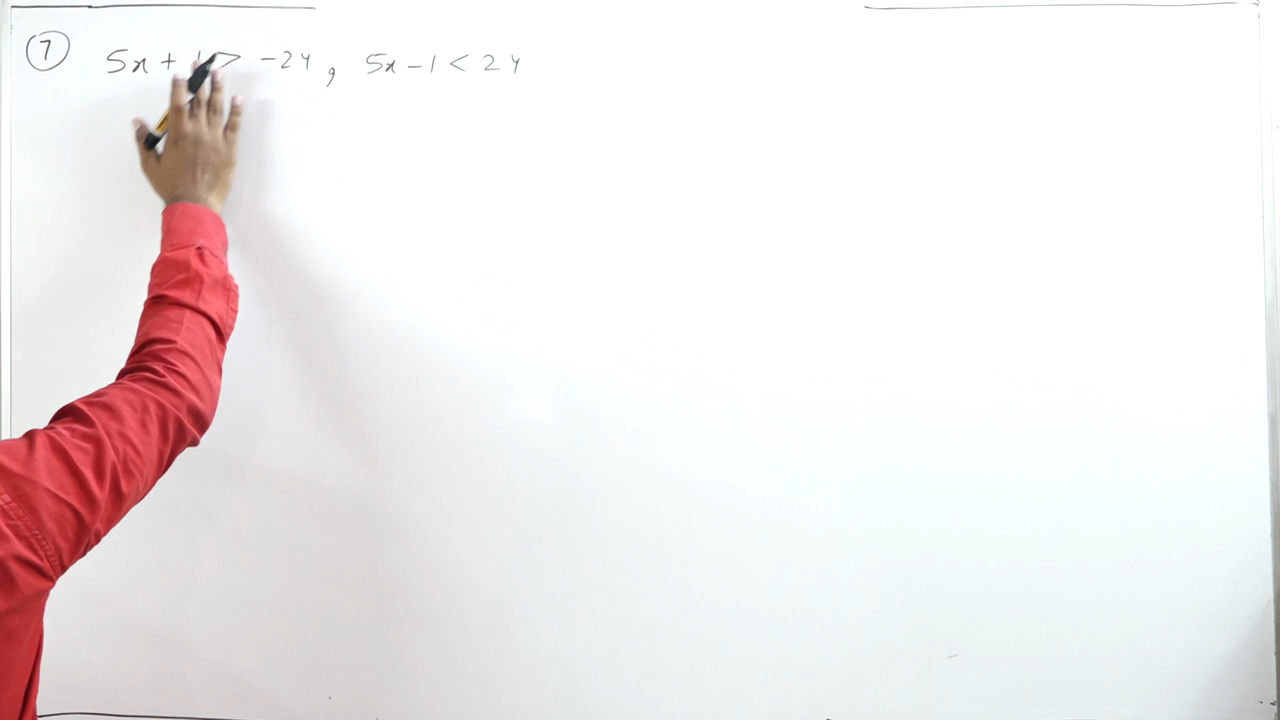 7 5x + 1 > -24, 5x - 1 < 24